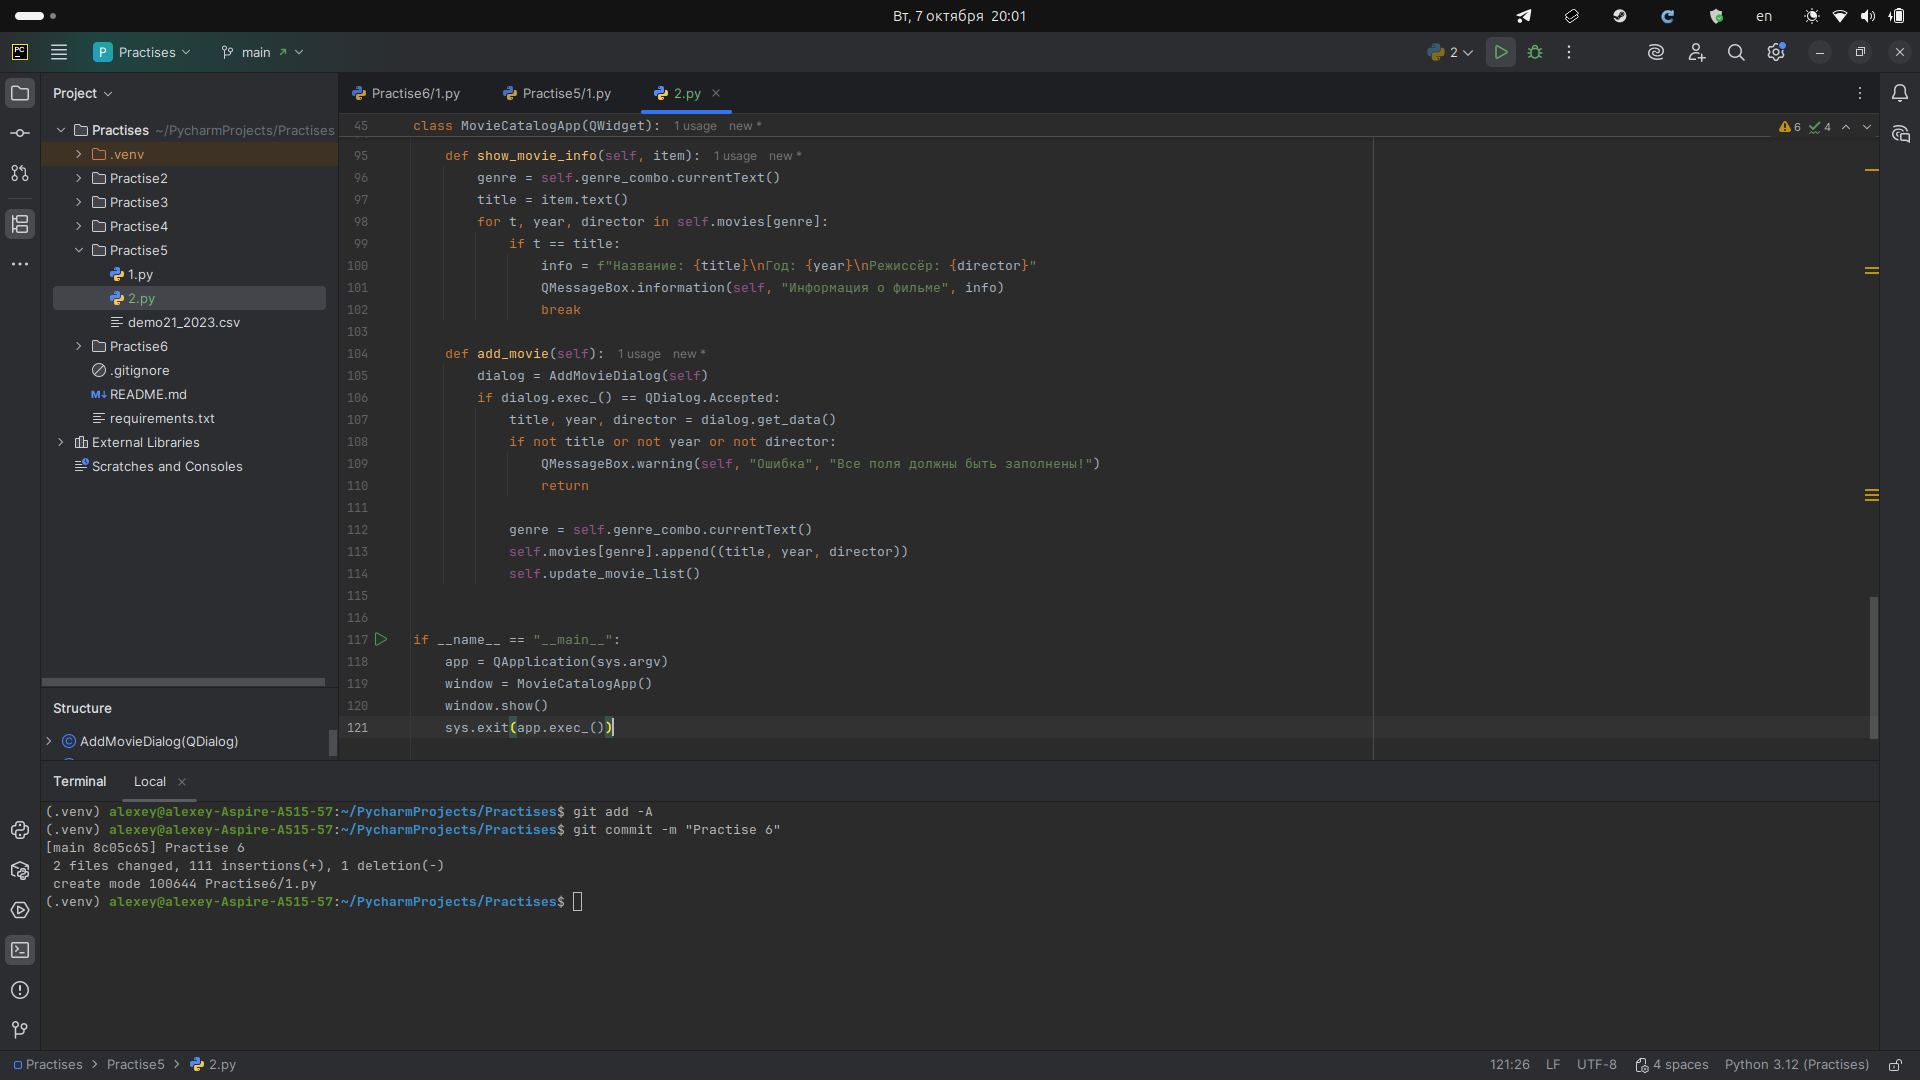 Вт, 7 октября 20:01
en
PC
P Practises
main
2
Project
Practise6/1.py
Practise5/1.py
2.py
Practises ~/PycharmProjects/Practises
.venv
Practise2
Practise3
Practise4
Practise5
1.py
2.py
demo21_2023.csv
Practise6
.gitignore
M↓ README.md
requirements.txt
External Libraries
Scratches and Consoles
Structure
AddMovieDialog(QDialog)
45 class MovieCatalogApp(QWidget): 1 usage new *
6 4
95 def show_movie_info(self, item): 1 usage new *
96 genre = self.genre_combo.currentText()
97 title = item.text()
98 for t, year, director in self.movies[genre]:
99 if t == title:
100 info = f"Название: {title}\nГод: {year}\nРежиссёр: {director}"
101 QMessageBox.information(self, "Информация о фильме", info)
102 break
103
104 def add_movie(self): 1 usage new *
105 dialog = AddMovieDialog(self)
106 if dialog.exec_() == QDialog.Accepted:
107 title, year, director = dialog.get_data()
108 if not title or not year or not director:
109 QMessageBox.warning(self, "Ошибка", "Все поля должны быть заполнены!")
110 return
111
112 genre = self.genre_combo.currentText()
113 self.movies[genre].append((title, year, director))
114 self.update_movie_list()
115
116
117 if __name__ == "__main__":
118 app = QApplication(sys.argv)
119 window = MovieCatalogApp()
120 window.show()
121 sys.exit(app.exec_())
Terminal
Local
(.venv) alexey@alexey-Aspire-A515-57:~/PycharmProjects/Practises$ git add -A
(.venv) alexey@alexey-Aspire-A515-57:~/PycharmProjects/Practises$ git commit -m "Practise 6"
[main 8c05c65] Practise 6
2 files changed, 111 insertions(+), 1 deletion(-)
create mode 100644 Practise6/1.py
(.venv) alexey@alexey-Aspire-A515-57:~/PycharmProjects/Practises$
Practises > Practise5 > 2.py
121:26
LF
UTF-8
4 spaces
Python 3.12 (Practises)